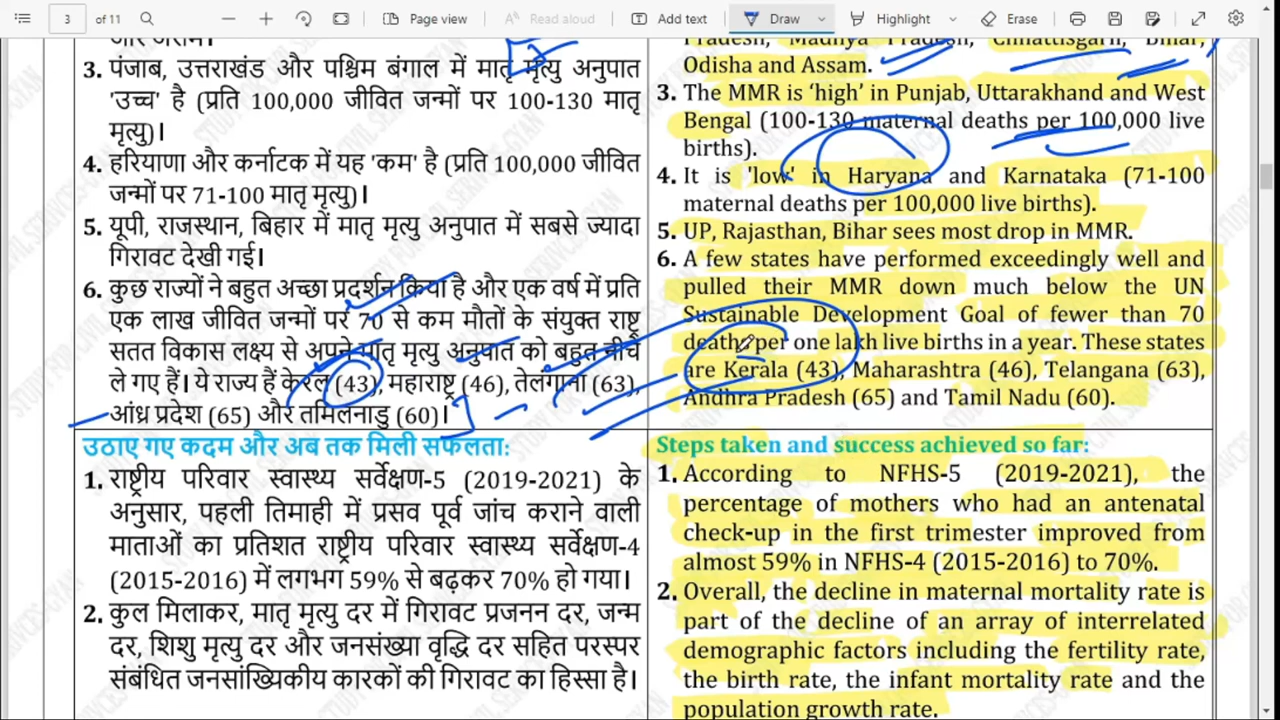 3 of 11
Page view
Read aloud
Add text
Draw
Highlight
Erase
3. पंजाब, उत्तराखंड और पश्चिम बंगाल में मातृ मृत्यु अनुपात
'उच्च' है (प्रति 100,000 जीवित जन्मों पर 100-130 मातृ
मृत्यु)।
4. हरियाणा और कर्नाटक में यह 'कम' है (प्रति 100,000 जीवित
जन्मों पर 71-100 मातृ मृत्यु)।
5. यूपी, राजस्थान, बिहार में मातृ मृत्यु अनुपात में सबसे ज्यादा
गिरावट देखी गई।
6. कुछ राज्यों ने बहुत अच्छा प्रदर्शन किया है और एक वर्ष में प्रति
एक लाख जीवित जन्मों पर 70 से कम मौतों के संयुक्त राष्ट्र
सतत विकास लक्ष्य से अपने मातृ मृत्यु अनुपात को बहुत नीचे
ले गए हैं। ये राज्य हैं केरल (43), महाराष्ट्र (46), तेलंगाना (63),
आंध्र प्रदेश (65) और तमिलनाडु (60)।
उठाए गए कदम और अब तक मिली सफलता:
1. राष्ट्रीय परिवार स्वास्थ्य सर्वेक्षण-5 (2019-2021) के
अनुसार, पहली तिमाही में प्रसव पूर्व जांच कराने वाली
माताओं का प्रतिशत राष्ट्रीय परिवार स्वास्थ्य सर्वेक्षण-4
(2015-2016) में लगभग 59% से बढ़कर 70% हो गया।
2. कुल मिलाकर, मातृ मृत्यु दर में गिरावट प्रजनन दर, जन्म
दर, शिशु मृत्यु दर और जनसंख्या वृद्धि दर सहित परस्पर
संबंधित जनसांख्यिकीय कारकों की गिरावट का हिस्सा है।
Pradesh, Madhya Pradesh, Chhattisgarh, Bihar,
Odisha and Assam.
3. The MMR is ‘high’ in Punjab, Uttarakhand and West
Bengal (100-130 maternal deaths per 100,000 live
births).
4. It is 'low' in Haryana and Karnataka (71-100
maternal deaths per 100,000 live births).
5. UP, Rajasthan, Bihar sees most drop in MMR.
6. A few states have performed exceedingly well and
pulled their MMR down much below the UN
Sustainable Development Goal of fewer than 70
deaths per one lakh live births in a year. These states
are Kerala (43), Maharashtra (46), Telangana (63),
Andhra Pradesh (65) and Tamil Nadu (60).
Steps taken and success achieved so far:
1. According to NFHS-5 (2019-2021), the
percentage of mothers who had an antenatal
check-up in the first trimester improved from
almost 59% in NFHS-4 (2015-2016) to 70%.
2. Overall, the decline in maternal mortality rate is
part of the decline of an array of interrelated
demographic factors including the fertility rate,
the birth rate, the infant mortality rate and the
population growth rate.